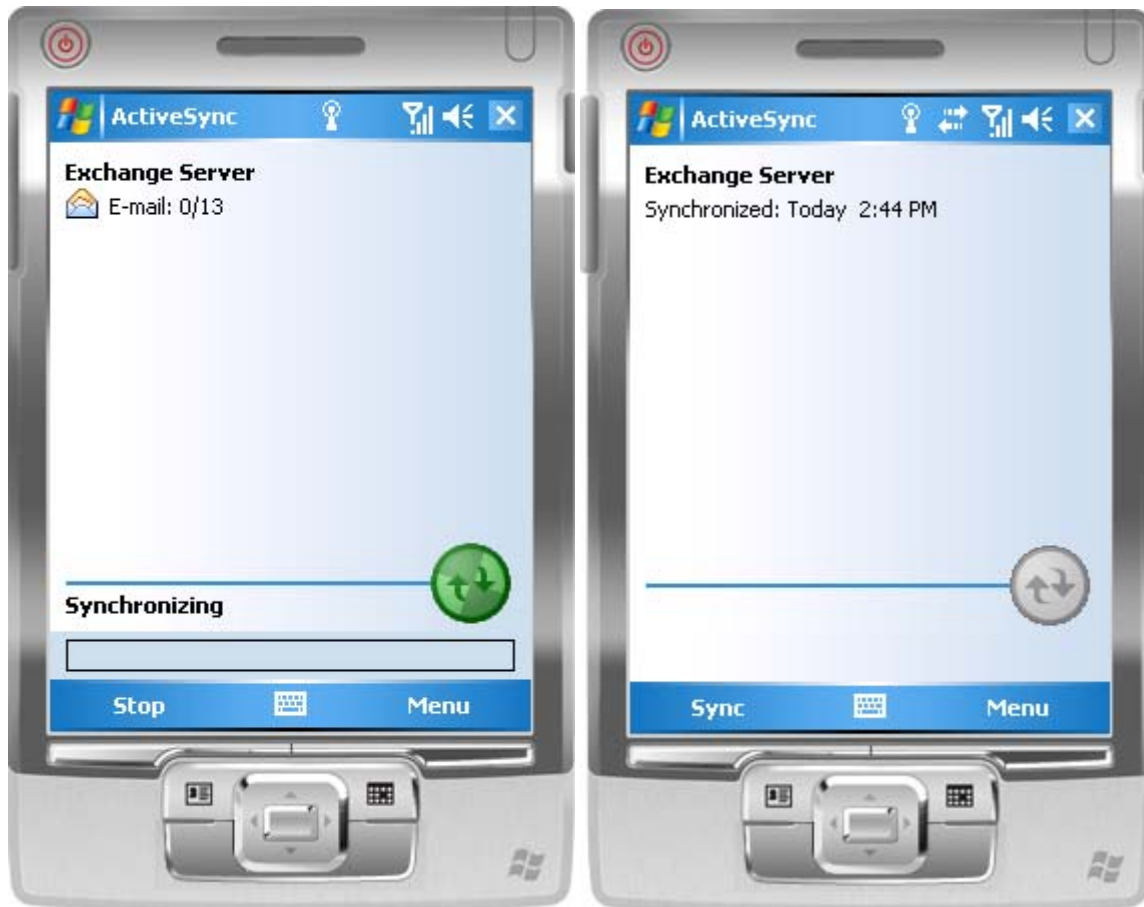 ActiveSync
Exchange Server
E-mail: 0/13
Synchronizing
Stop Menu
ActiveSync
Exchange Server
Synchronized: Today 2:44 PM
Sync Menu